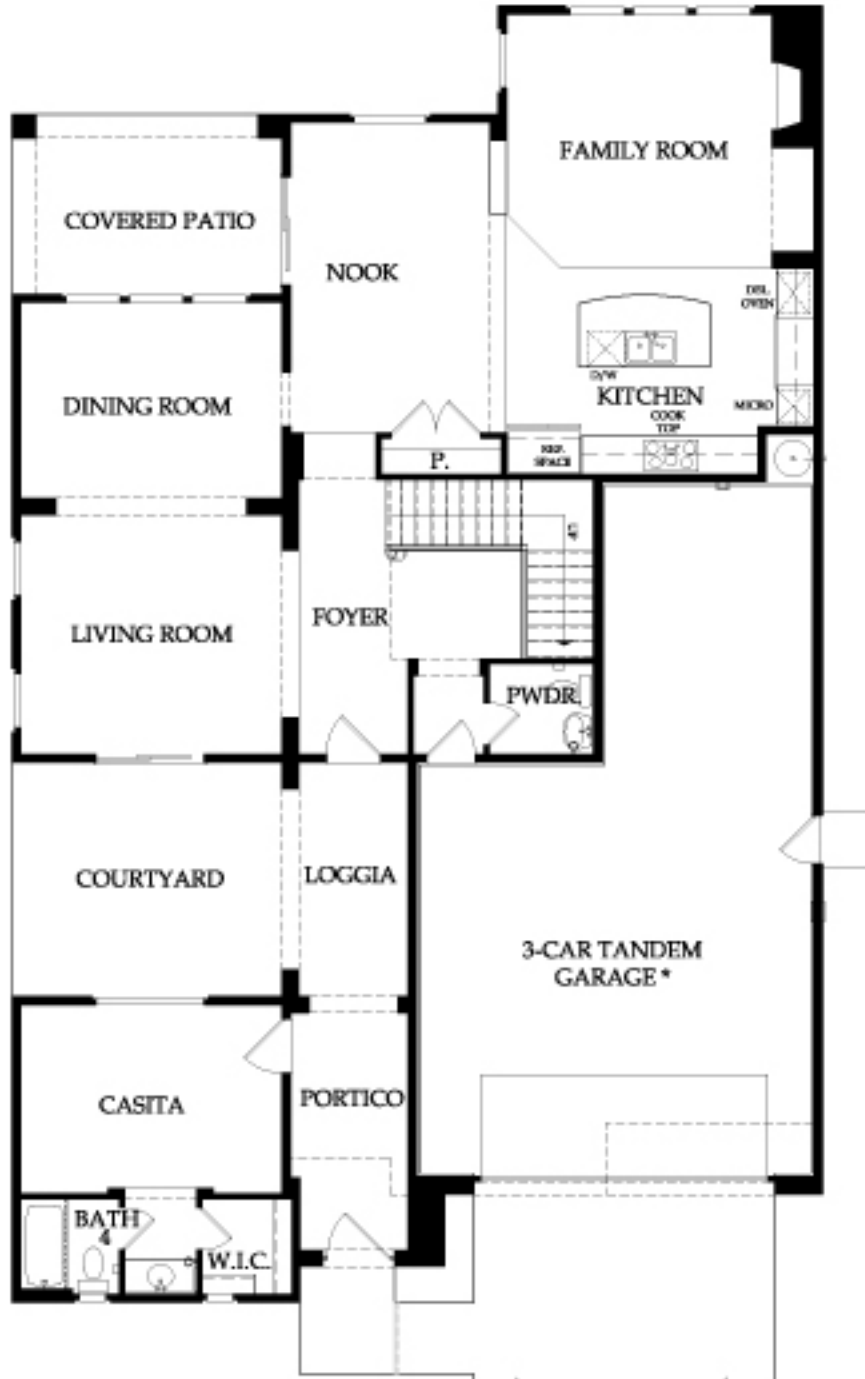 FAMILY ROOM
COVERED PATIO
NOOK
DBL.
OVEN
D/W
KITCHEN
DINING ROOM
MICRO
COOK
TOP
P.
REF.
SPACE
UP
FOYER
LIVING ROOM
PWDR.
COURTYARD
LOGGIA
3-CAR TANDEM
GARAGE *
CASITA
PORTICO
BATH
4
W.I.C.